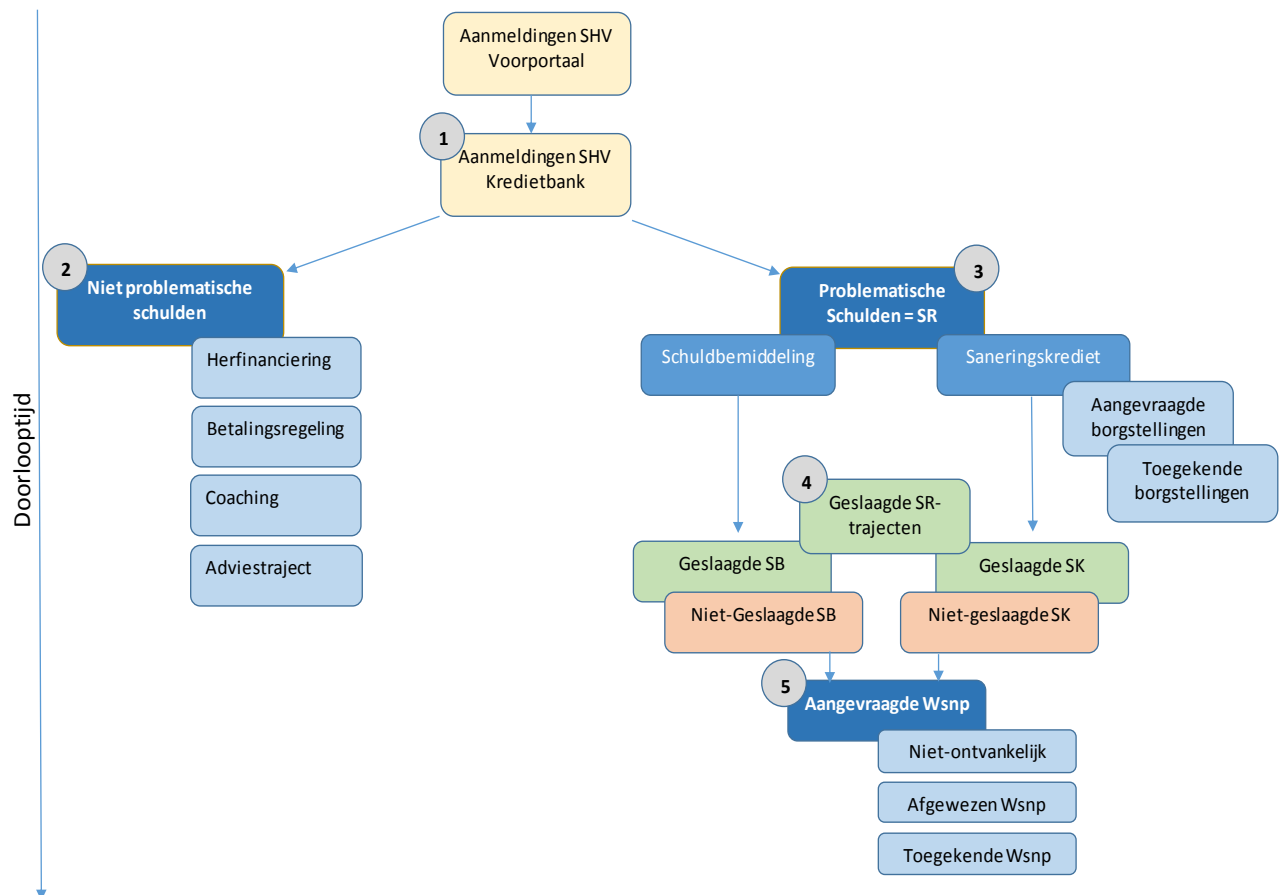 Aanmeldingen SHV
Voorportaal
1
Aanmeldingen SHV
Kredietbank
2
Niet problematische
schulden
Herfinanciering
Betalingsregeling
Coaching
Adviestraject
3
Problematische
Schulden = SR
Schuldbemiddeling
Saneringskrediet
Aangevraagde
borgstellingen
Toegekende
borgstellingen
4
Geslaagde SR-
trajecten
Geslaagde SB
Geslaagde SK
Niet-Geslaagde SB
Niet-geslaagde SK
5
Aangevraagde Wsnp
Niet-ontvankelijk
Afgewezen Wsnp
Toegekende Wsnp
Doorlooptijd